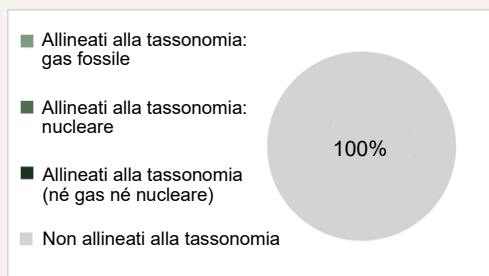 Allineati alla tassonomia:
gas fossile
Allineati alla tassonomia:
nucleare
Allineati alla tassonomia
(né gas né nucleare)
Non allineati alla tassonomia
100%